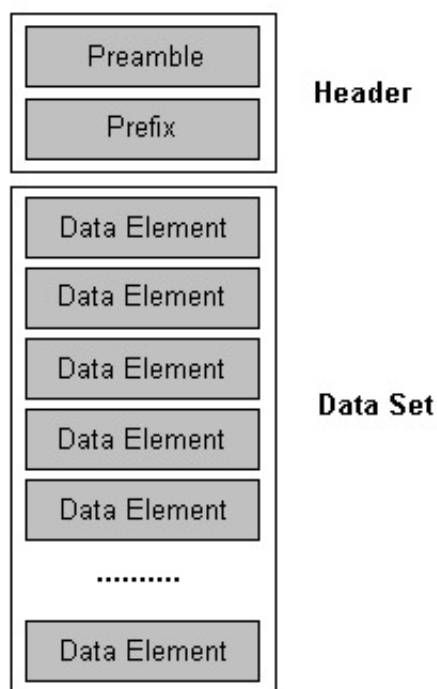 Preamble
Header
Prefix
Data Element
Data Element
Data Element
Data Set
Data Element
Data Element
..........
Data Element